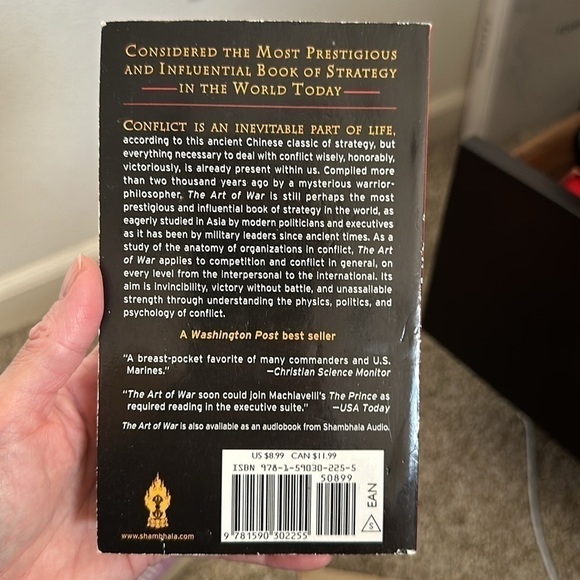 CONSIDERED THE MOST PRESTIGIOUS
AND INFLUENTIAL BOOK OF STRATEGY
IN THE WORLD TODAY
CONFLICT IS AN INEVITABLE PART OF LIFE,
according to this ancient Chinese classic of strategy, but
everything necessary to deal with conflict wisely, honorably,
victoriously, is already present within us. Compiled more
than two thousand years ago by a mysterious warrior-
philosopher, The Art of War is still perhaps the most
prestigious and influential book of strategy in the world, as
eagerly studied in Asia by modern politicians and executives
as it has been by military leaders since ancient times. As a
study of the anatomy of organizations in conflict, The Art
of War applies to competition and conflict in general, on
every level from the interpersonal to the international. Its
aim is invincibility, victory without battle, and unassailable
strength through understanding the physics, politics, and
psychology of conflict.
A Washington Post best seller
"A breast-pocket favorite of many commanders and U.S.
Marines." —Christian Science Monitor
"The Art of War soon could join Machiavelli's The Prince as
required reading in the executive suite." —USA Today
The Art of War is also available as an audiobook from Shambhala Audio.
US $8.99 CAN $11.99
ISBN 978-1-59030-225-5
50899
EAN
S
9 781590 302255
www.shambhala.com